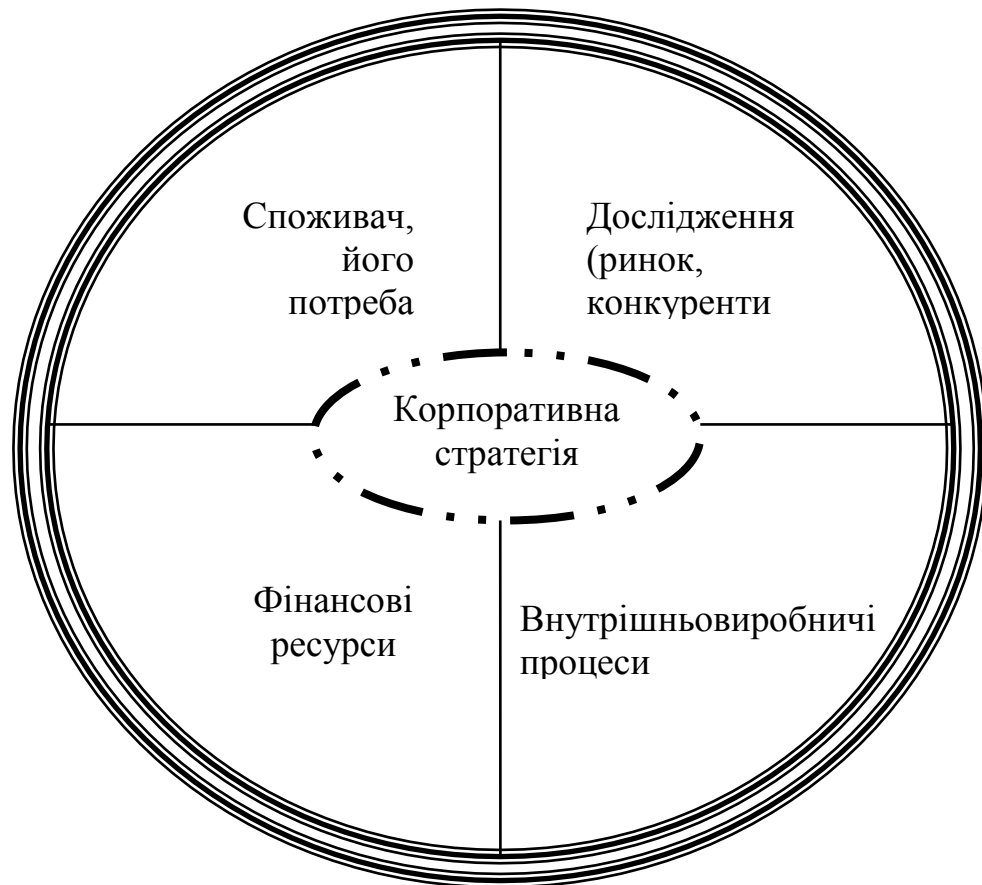 Споживач,
його
потреба
Дослідження
(ринок,
конкуренти
Корпоративна
стратегія
Фінансові
ресурси
Внутрішньовиробничі
процеси